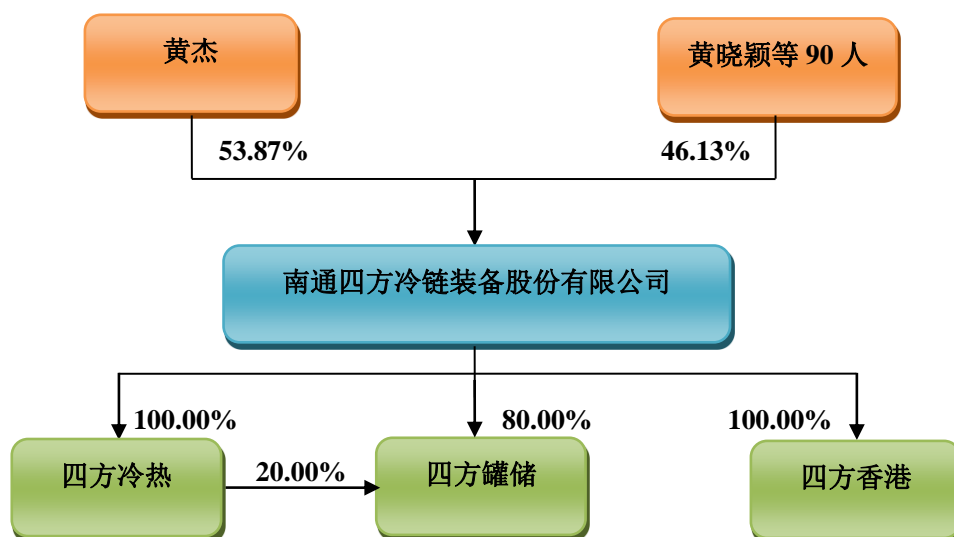 黄杰
黄晓颖等 90 人
53.87%
46.13%
南通四方冷链装备股份有限公司
100.00%
80.00%
100.00%
四方冷热
20.00%
四方罐储
四方香港